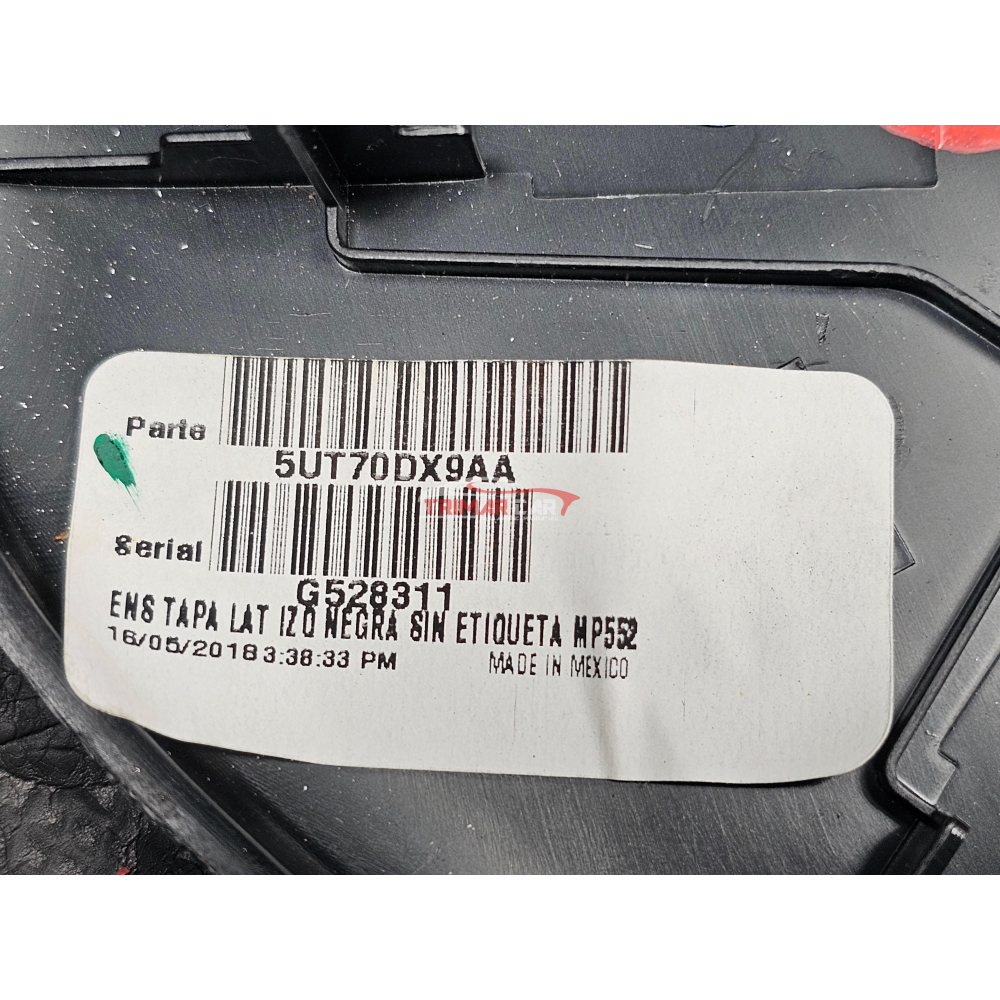 Parte
5UT70DX9AA
TRIMARCAR
Serial
G528311
ENS TAPA LAT IZQ NEGRA SIN ETIQUETA MP552
16/05/2018 3:38:33 PM MADE IN MEXICO